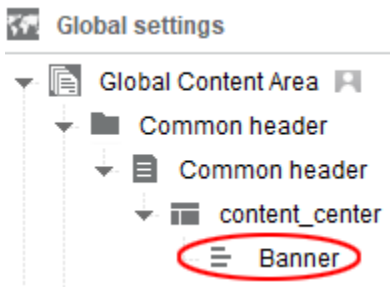 Global settings
Global Content Area
Common header
Common header
content_center
Banner